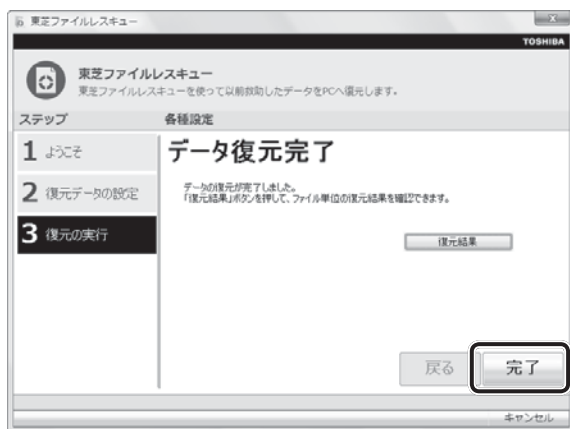 東芝ファイルレスキュー
TOSHIBA
東芝ファイルレスキュー
東芝ファイルレスキューを使って以前救助したデータをPCへ復元します。
ステップ
各種設定
1 ようこそ
2 復元データの設定
3 復元の実行
データ復元完了
データの復元が完了しました。
「復元結果」ボタンを押して、ファイル単位の復元結果を確認できます。
復元結果
戻る
完了
キャンセル